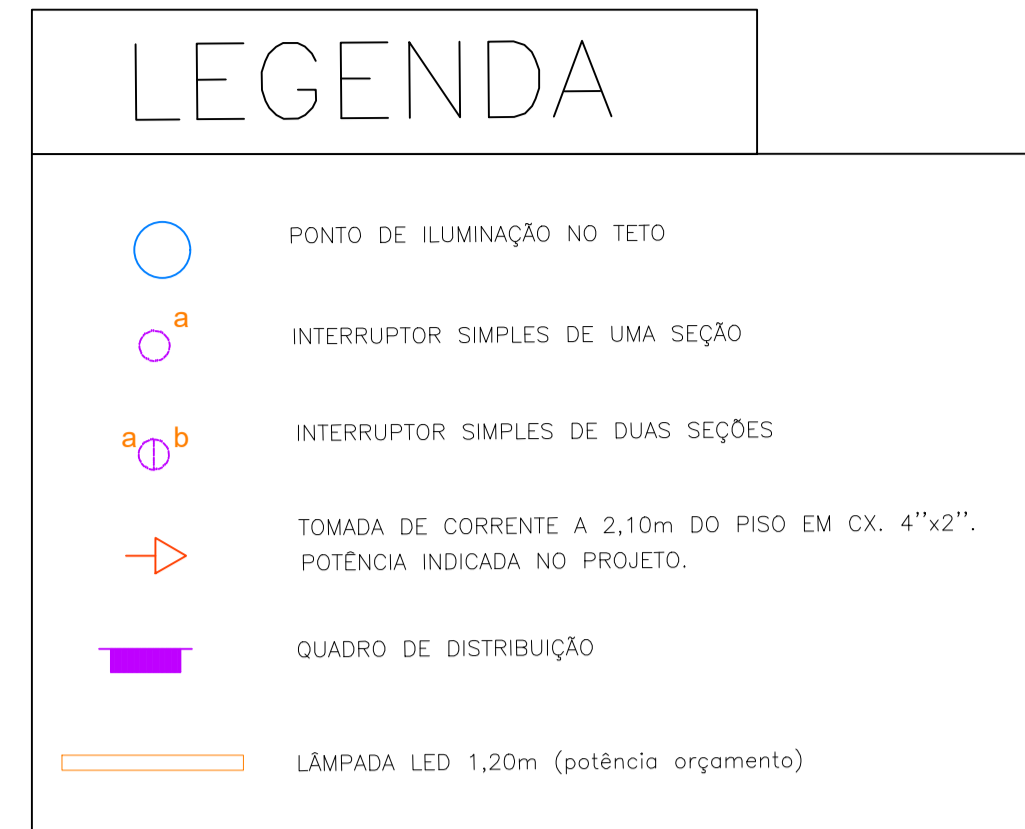 LEGENDA
PONTO DE ILUMINAÇÃO NO TETO
a
INTERRUPTOR SIMPLES DE UMA SEÇÃO
a b
INTERRUPTOR SIMPLES DE DUAS SEÇÕES
TOMADA DE CORRENTE A 2,10m DO PISO EM CX. 4''x2''.
POTÊNCIA INDICADA NO PROJETO.
QUADRO DE DISTRIBUIÇÃO
LÂMPADA LED 1,20m (potência orçamento)